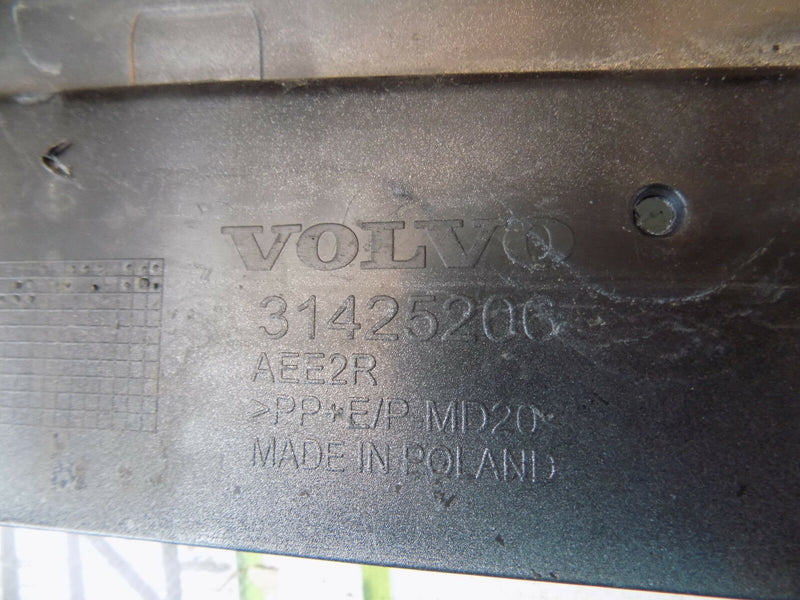 VOLVO
31425206
AEE2R
>PP+E/P-MD20<
MADE IN POLAND